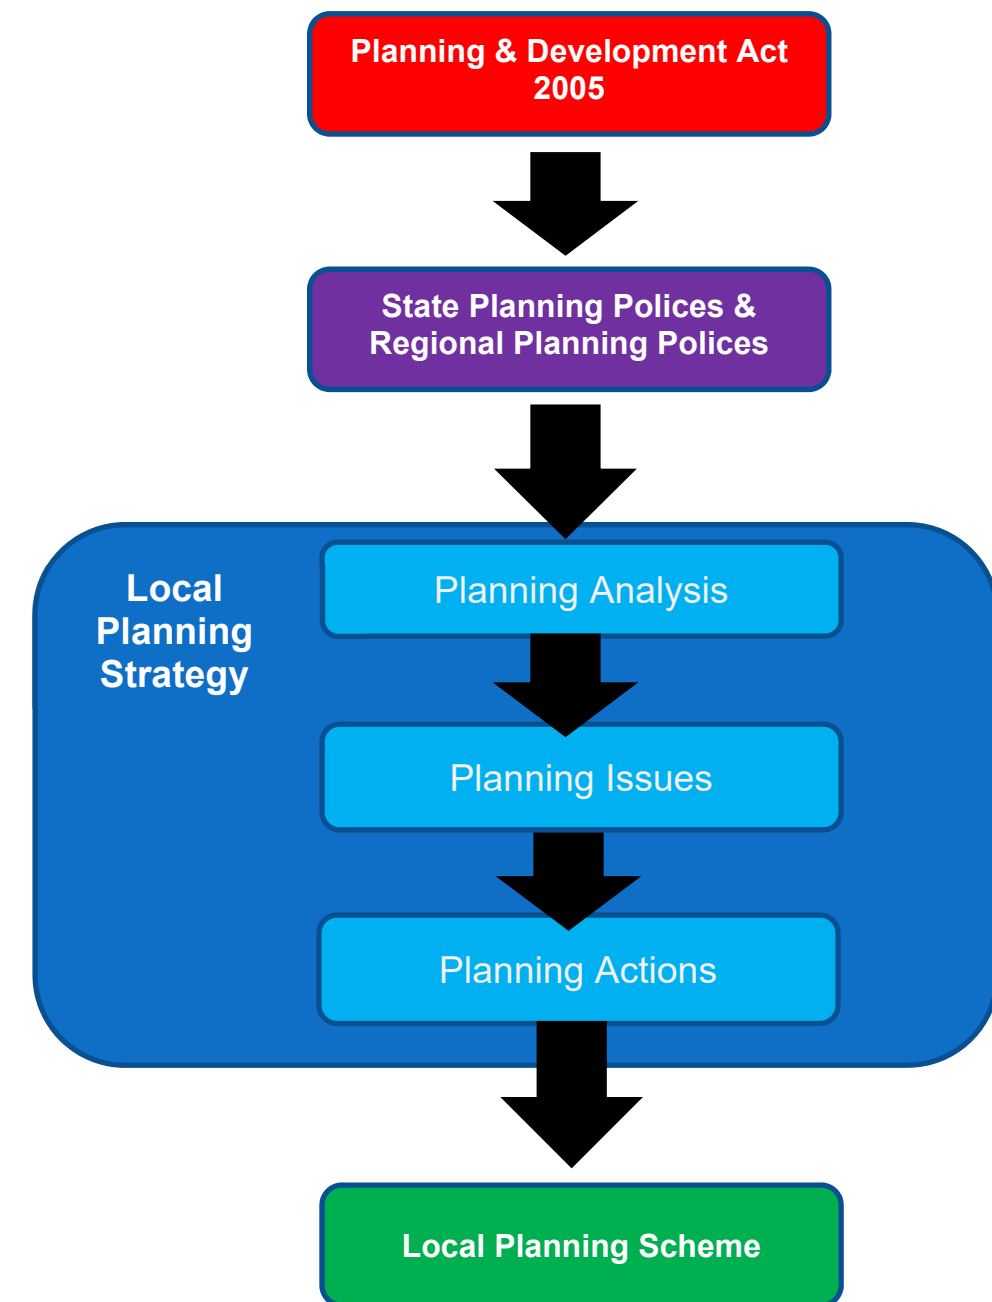 Planning & Development Act
2005
State Planning Polices &
Regional Planning Polices
Local
Planning
Strategy
Planning Analysis
Planning Issues
Planning Actions
Local Planning Scheme